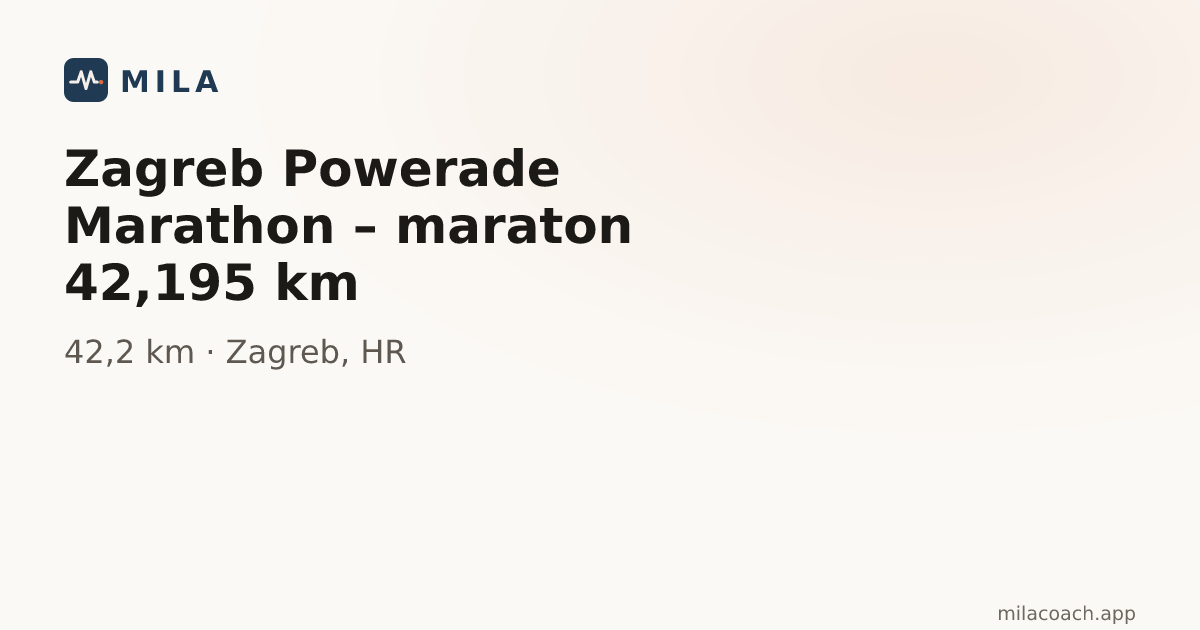 MILA
Zagreb Powerade
Marathon – maraton
42,195 km
42,2 km · Zagreb, HR
milacoach.app